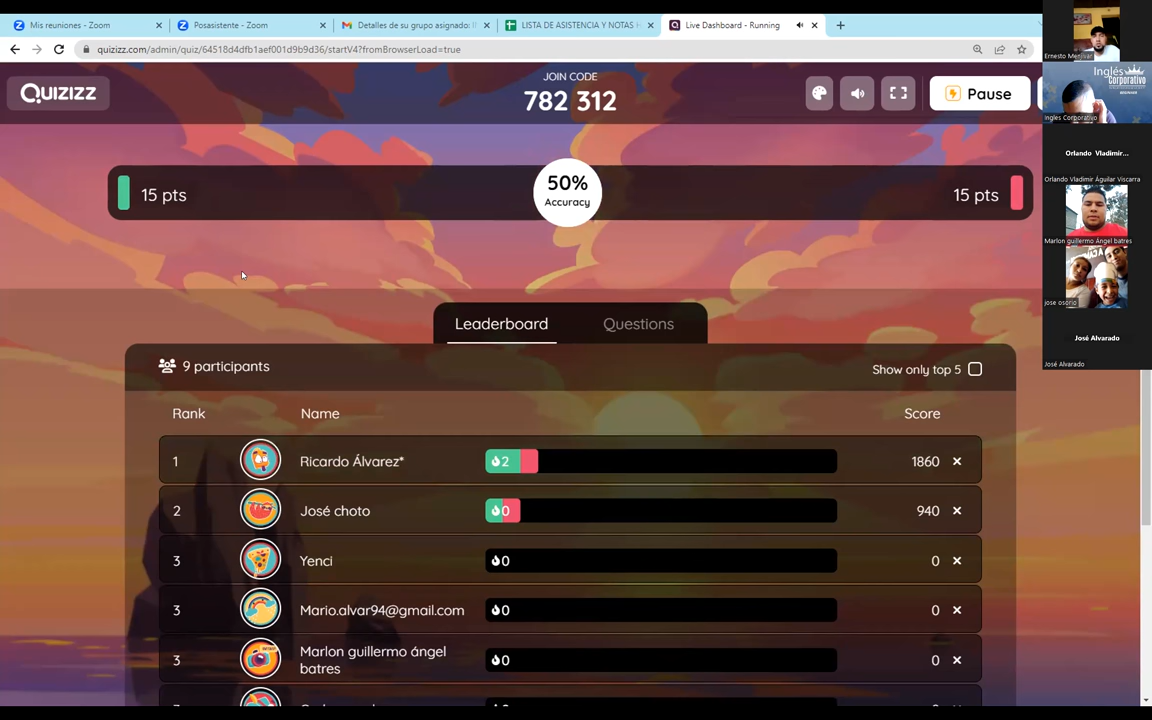 Mis reuniones - Zoom
Posasistente - Zoom
Detalles de su grupo asignado:
LISTA DE ASISTENCIA Y NOTAS
Live Dashboard - Running
quizizz.com/admin/quiz/64518d4dfb1aef001d9b9d36/startV4?fromBrowserLoad=true
Quizizz
JOIN CODE
782 312
Pause
15 pts
50%
Accuracy
15 pts
Leaderboard
Questions
9 participants
Show only top 5
Rank
Name
Score
1
Ricardo Álvarez*
2
1860
2
José choto
0
940
3
Yenci
0
0
3
Mario.alvar94@gmail.com
0
0
3
Marlon guillermo ángel
batres
0
0
Ernesto Menjivar
Inglés
Corporativo
Ingles Corporativo
Orlando Vladimir...
Orlando Vladimir Águilar Viscarra
Marlon guillermo Ángel batres
jose osorio
José Alvarado
José Alvarado